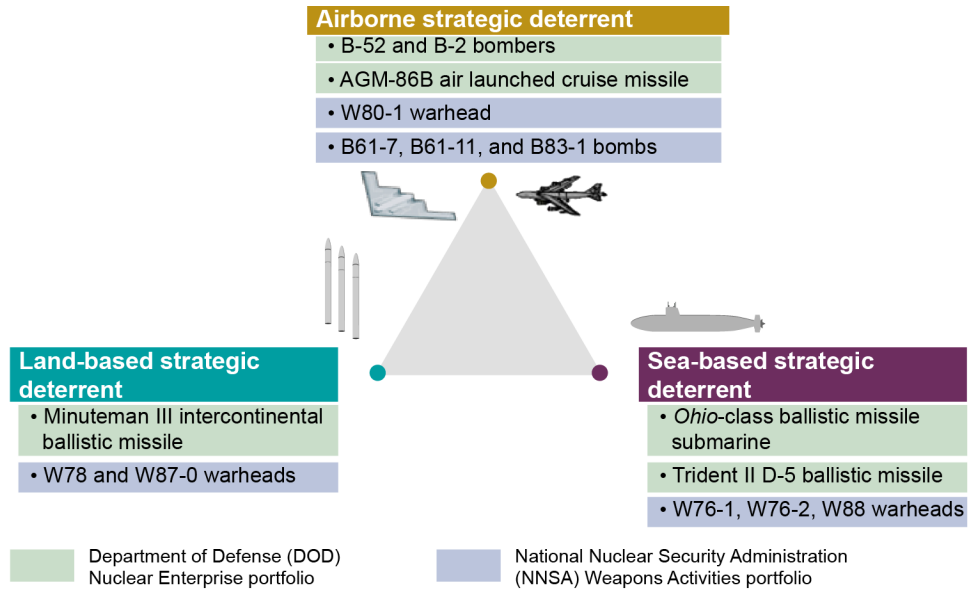 Airborne strategic deterrent
• B-52 and B-2 bombers
• AGM-86B air launched cruise missile
• W80-1 warhead
• B61-7, B61-11, and B83-1 bombs
Land-based strategic
deterrent
• Minuteman III intercontinental
ballistic missile
• W78 and W87-0 warheads
Sea-based strategic
deterrent
• Ohio-class ballistic missile
submarine
• Trident II D-5 ballistic missile
• W76-1, W76-2, W88 warheads
Department of Defense (DOD)
Nuclear Enterprise portfolio
National Nuclear Security Administration
(NNSA) Weapons Activities portfolio